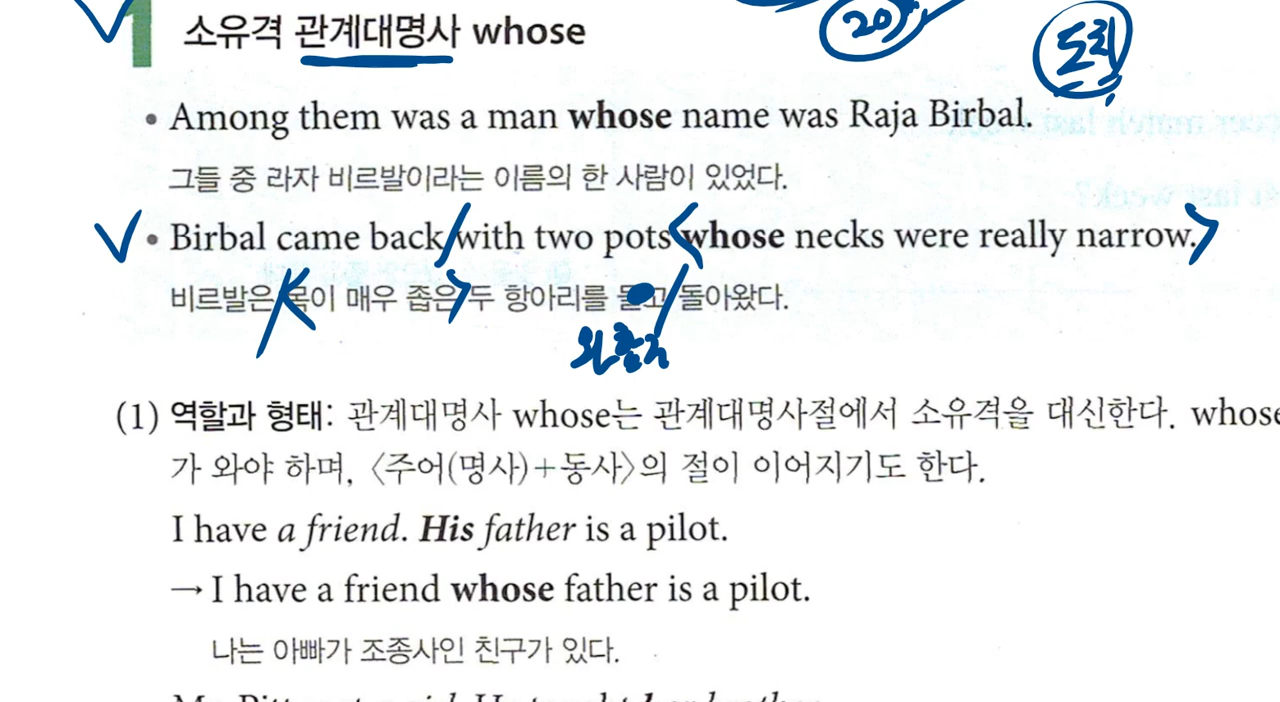 20
1 소유격 관계대명사 whose
도치
• Among them was a man whose name was Raja Birbal.
그들 중 라자 비르발이라는 이름의 한 사람이 있었다.
• Birbal came back/with two pots<whose necks were really narrow.>
비르발은 목이 매우 좁은 두 항아리를 들고 돌아왔다.
(1) 역할과 형태: 관계대명사 whose는 관계대명사절에서 소유격을 대신한다. whose
가 와야 하며, 〈주어(명사)+동사〉의 절이 이어지기도 한다.
I have a friend. His father is a pilot.
→ I have a friend whose father is a pilot.
나는 아빠가 조종사인 친구가 있다.